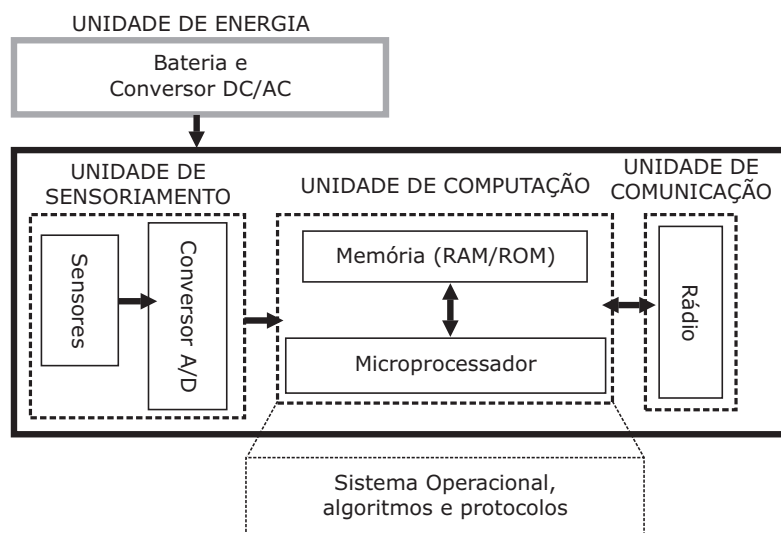 UNIDADE DE ENERGIA
Bateria e
Conversor DC/AC
UNIDADE DE
SENSORIAMENTO
Sensores
Conversor A/D
UNIDADE DE COMPUTAÇÃO
Memória (RAM/ROM)
Microprocessador
UNIDADE DE
COMUNICAÇÃO
Rádio
Sistema Operacional,
algoritmos e protocolos